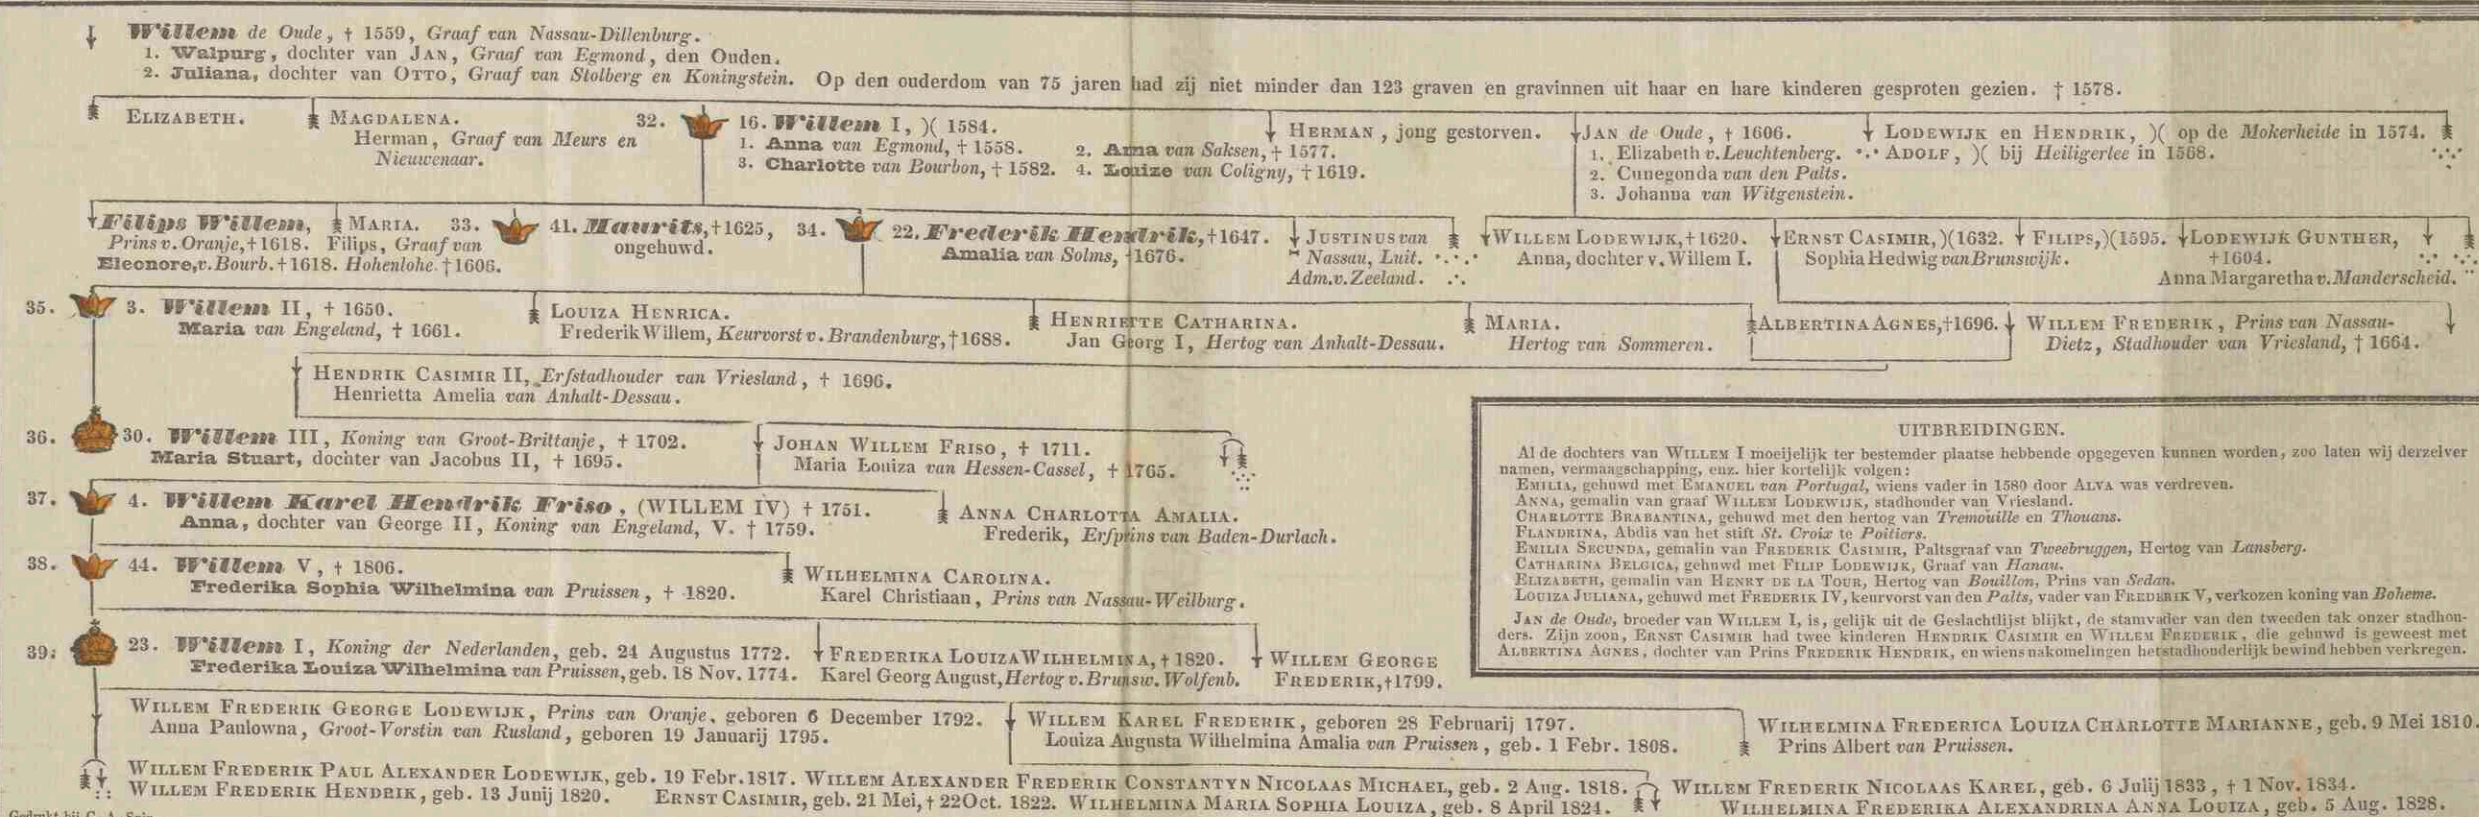 Willem de Oude, † 1559, Graaf van Nassau-Dillenburg.
1. Walpurg, dochter van JAN, Graaf van Egmond, den Ouden.
2. Juliana, dochter van OTTO, Graaf van Stolberg en Koningstein. Op den ouderdom van 75 jaren had zij niet minder dan 123 graven en gravinnen uit haar en hare kinderen gesproten gezien. † 1578.
ELIZABETH.
MAGDALENA.
Herman, Graaf van Meurs en
Nieuwenaar.
32. 16. Willem I, )( 1584.
1. Anna van Egmond, † 1558. 2. Anna van Saksen, † 1577.
3. Charlotte van Bourbon, † 1582. 4. Louize van Coligny, † 1619.
HERMAN, jong gestorven.
JAN de Oude, † 1606.
1. Elizabeth v. Leuchtenberg.
2. Cunegonda van den Palts.
3. Johanna van Witgenstein.
LODEWIJK en HENDRIK, )( op de Mokerheide in 1574.
ADOLF, )( bij Heiligerlee in 1568.
Filips Willem,
Prins v. Oranje, † 1618.
Eleonore, v. Bourb. † 1618.
MARIA.
Filips, Graaf van
Hohenlohe. † 1606.
33. 41. Maurits, † 1625,
ongehuwd.
34. 22. Frederik Hendrik, † 1647.
Amalia van Solms, † 1676.
JUSTINUS van
Nassau, Luit.
Adm. v. Zeeland.
WILLEM LODEWIJK, † 1620.
Anna, dochter v. Willem I.
ERNST CASIMIR, )( 1632.
Sophia Hedwig van Brunswijk.
FILIPS, )( 1595.
LODEWIJK GUNTHER,
† 1604.
Anna Margaretha v. Manderscheid.
35. 3. Willem II, † 1650.
Maria van Engeland, † 1661.
LOUIZA HENRICA.
Frederik Willem, Keurvorst v. Brandenburg, † 1688.
HENRIETTE CATHARINA.
Jan Georg I, Hertog van Anhalt-Dessau.
MARIA.
Hertog van Sommeren.
ALBERTINA AGNES, † 1696.
WILLEM FREDERIK, Prins van Nassau-
Dietz, Stadhouder van Vriesland, † 1664.
HENDRIK CASIMIR II, Erfstadhouder van Vriesland, † 1696.
Henrietta Amelia van Anhalt-Dessau.
36. 30. Willem III, Koning van Groot-Brittanje, † 1702.
Maria Stuart, dochter van Jacobus II, † 1695.
JOHAN WILLEM FRISO, † 1711.
Maria Louiza van Hessen-Cassel, † 1765.
37. 4. Willem Karel Hendrik Friso, (WILLEM IV) † 1751.
Anna, dochter van George II, Koning van Engeland, V. † 1759.
ANNA CHARLOTTA AMALIA.
Frederik, Erfprins van Baden-Durlach.
38. 44. Willem V, † 1806.
Frederika Sophia Wilhelmina van Pruissen, † 1820.
WILHELMINA CAROLINA.
Karel Christiaan, Prins van Nassau-Weilburg.
39. 23. Willem I, Koning der Nederlanden, geb. 24 Augustus 1772.
Frederika Louiza Wilhelmina van Pruissen, geb. 18 Nov. 1774.
FREDERIKA LOUIZA WILHELMINA, † 1820.
Karel Georg August, Hertog v. Brunsw. Wolfenb.
WILLEM GEORGE
FREDERIK, † 1799.
UITBREIDINGEN.
Al de dochters van WILLEM I moeijelijk ter bestemder plaatse hebbende opgegeven kunnen worden, zoo laten wij derzelver
namen, vermaagschapping, enz. hier kortelijk volgen:
EMILIA, gehuwd met EMANUEL van Portugal, wiens vader in 1580 door ALVA was verdreven.
ANNA, gemalin van graaf WILLEM LODEWIJK, stadhouder van Vriesland.
CHARLOTTE BRABANTINA, gehuwd met den hertog van Tremouille en Thouans.
FLANDRINA, Abdis van het stift St. Croix te Poitiers.
EMILIA SECUNDA, gemalin van FREDERIK CASIMIR, Paltsgraaf van Tweebruggen, Hertog van Lansberg.
CATHARINA BELGICA, gehuwd met FILIP LODEWIJK, Graaf van Hanau.
ELIZABETH, gemalin van HENRY DE LA TOUR, Hertog van Bouillon, Prins van Sedan.
LOUIZA JULIANA, gehuwd met FREDERIK IV, keurvorst van den Palts, vader van FREDERIK V, verkozen koning van Boheme.
JAN de Oude, broeder van WILLEM I, is, gelijk uit de Geslachtlijst blijkt, de stamvader van den tweeden tak onzer stadhou-
ders. Zijn zoon, ERNST CASIMIR had twee kinderen HENDRIK CASIMIR en WILLEM FREDERIK, die gehuwd is geweest met
ALBERTINA AGNES, dochter van Prins FREDERIK HENDRIK, en wiens nakomelingen het stadhouderlijk bewind hebben verkregen.
WILLEM FREDERIK GEORGE LODEWIJK, Prins van Oranje, geboren 6 December 1792.
Anna Paulowna, Groot-Vorstin van Rusland, geboren 19 Januarij 1795.
WILLEM KAREL FREDERIK, geboren 28 Februarij 1797.
Louiza Augusta Wilhelmina Amalia van Pruissen, geb. 1 Febr. 1808.
WILHELMINA FREDERICA LOUIZA CHARLOTTE MARIANNE, geb. 9 Mei 1810.
Prins Albert van Pruissen.
WILLEM FREDERIK PAUL ALEXANDER LODEWIJK, geb. 19 Febr. 1817. WILLEM ALEXANDER FREDERIK CONSTANTYN NICOLAAS MICHAEL, geb. 2 Aug. 1818.
WILLEM FREDERIK HENDRIK, geb. 13 Junij 1820. ERNST CASIMIR, geb. 21 Mei, † 22 Oct. 1822. WILHELMINA MARIA SOPHIA LOUIZA, geb. 8 April 1824.
WILLEM FREDERIK NICOLAAS KAREL, geb. 6 Julij 1833, † 1 Nov. 1834.
WILHELMINA FREDERIKA ALEXANDRINA ANNA LOUIZA, geb. 5 Aug. 1828.